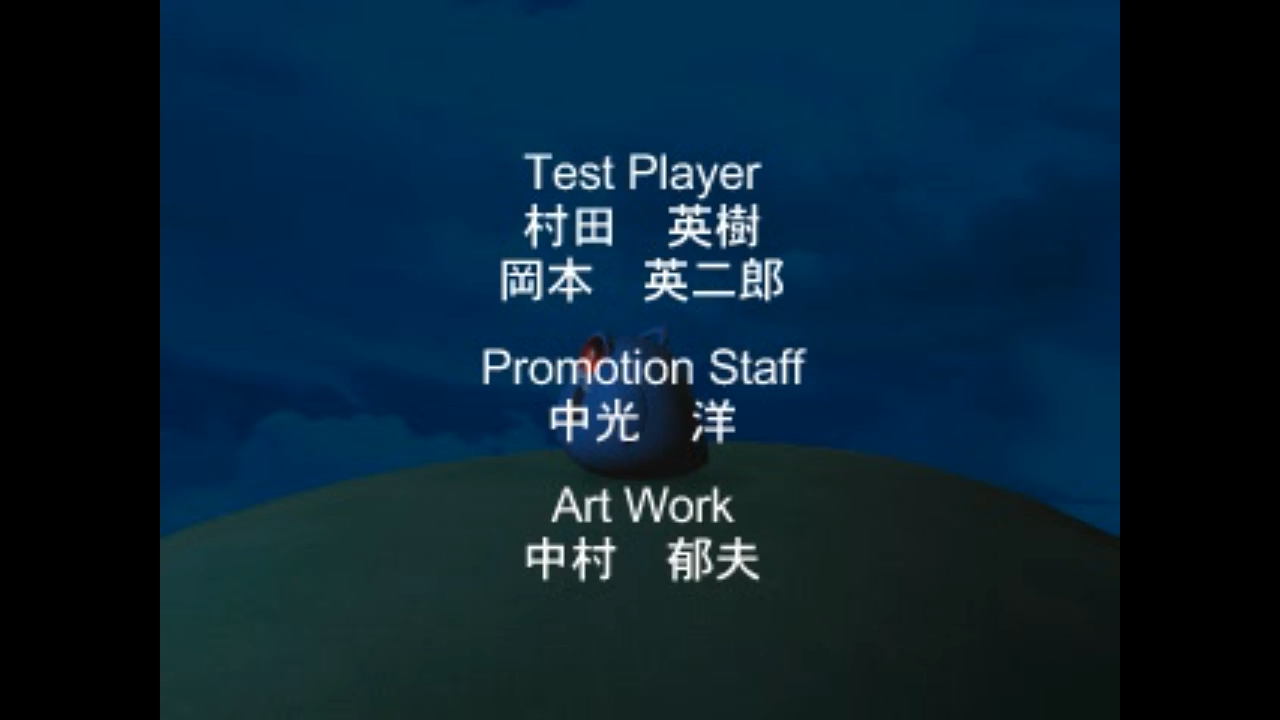 Test Player
村田　英樹
岡本　英二郎
Promotion Staff
中光　洋
Art Work
中村　郁夫